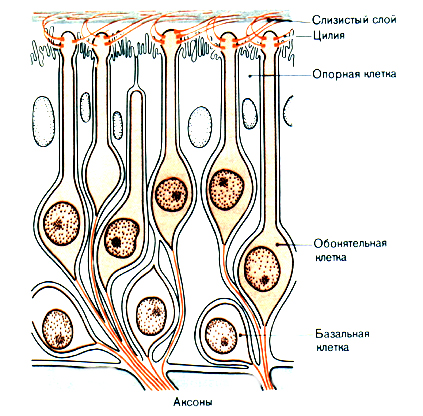 Слизистый слой
Цилия
Опорная клетка
Обонятельная
клетка
Базальная
клетка
Аксоны